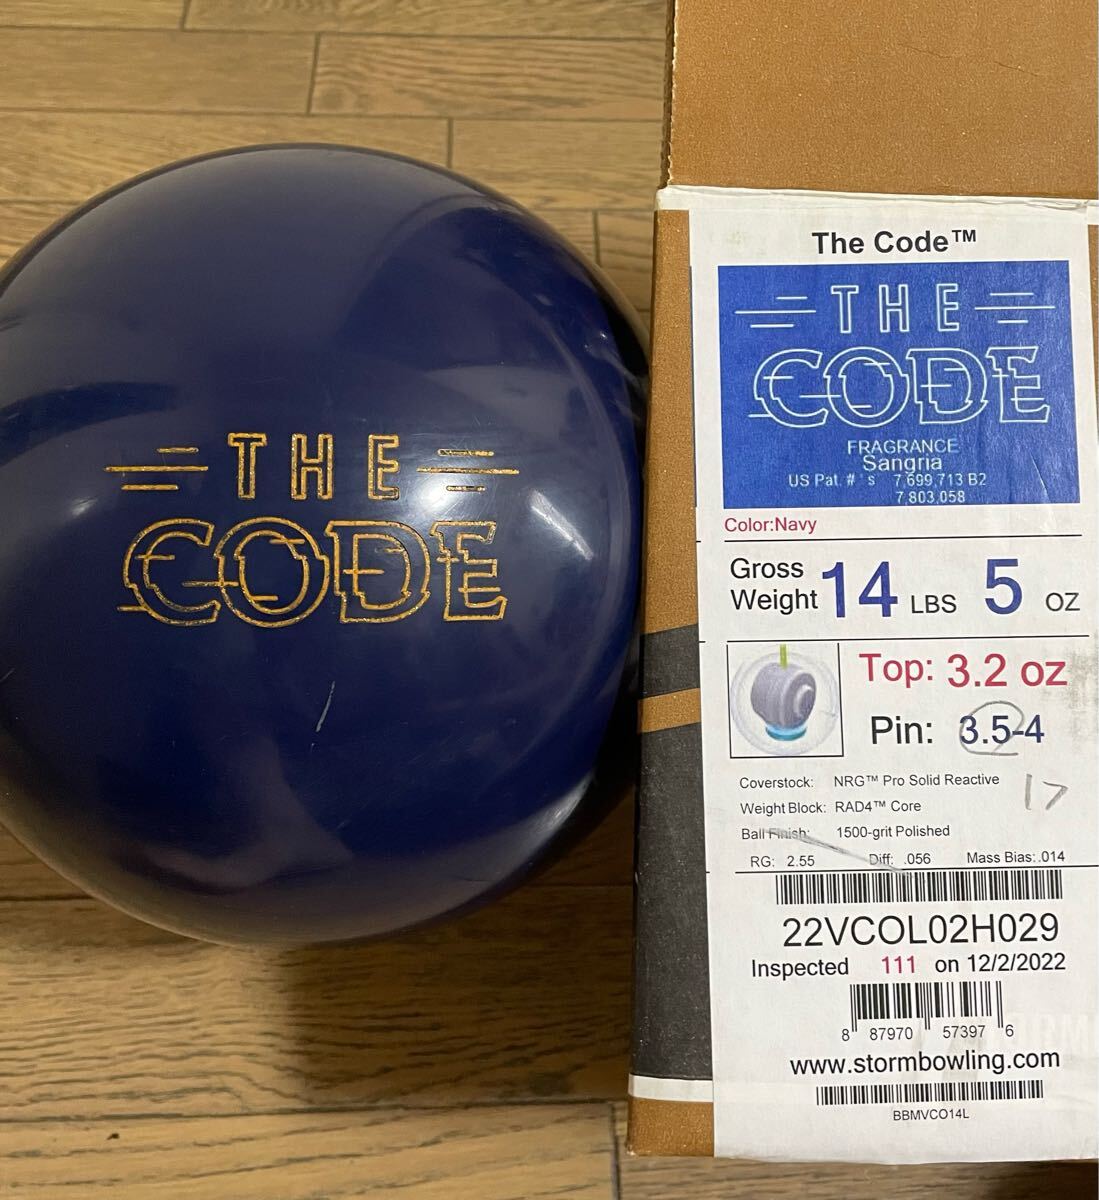 THE
CODE
The Code™
THE
CODE
FRAGRANCE
Sangria
US Pat. # 's 7,699,713 B2
7,803,058
Color:Navy
Gross
Weight 14 LBS 5 OZ
Top: 3.2 oz
Pin: 3.5-4
17
Coverstock: NRG™ Pro Solid Reactive
Weight Block: RAD4™ Core
Ball Finish: 1500-grit Polished
RG: 2.55 Diff: .056 Mass Bias: .014
22VCOL02H029
Inspected 111 on 12/2/2022
8 87970 57397 6
www.stormbowling.com
BBMVCO14L